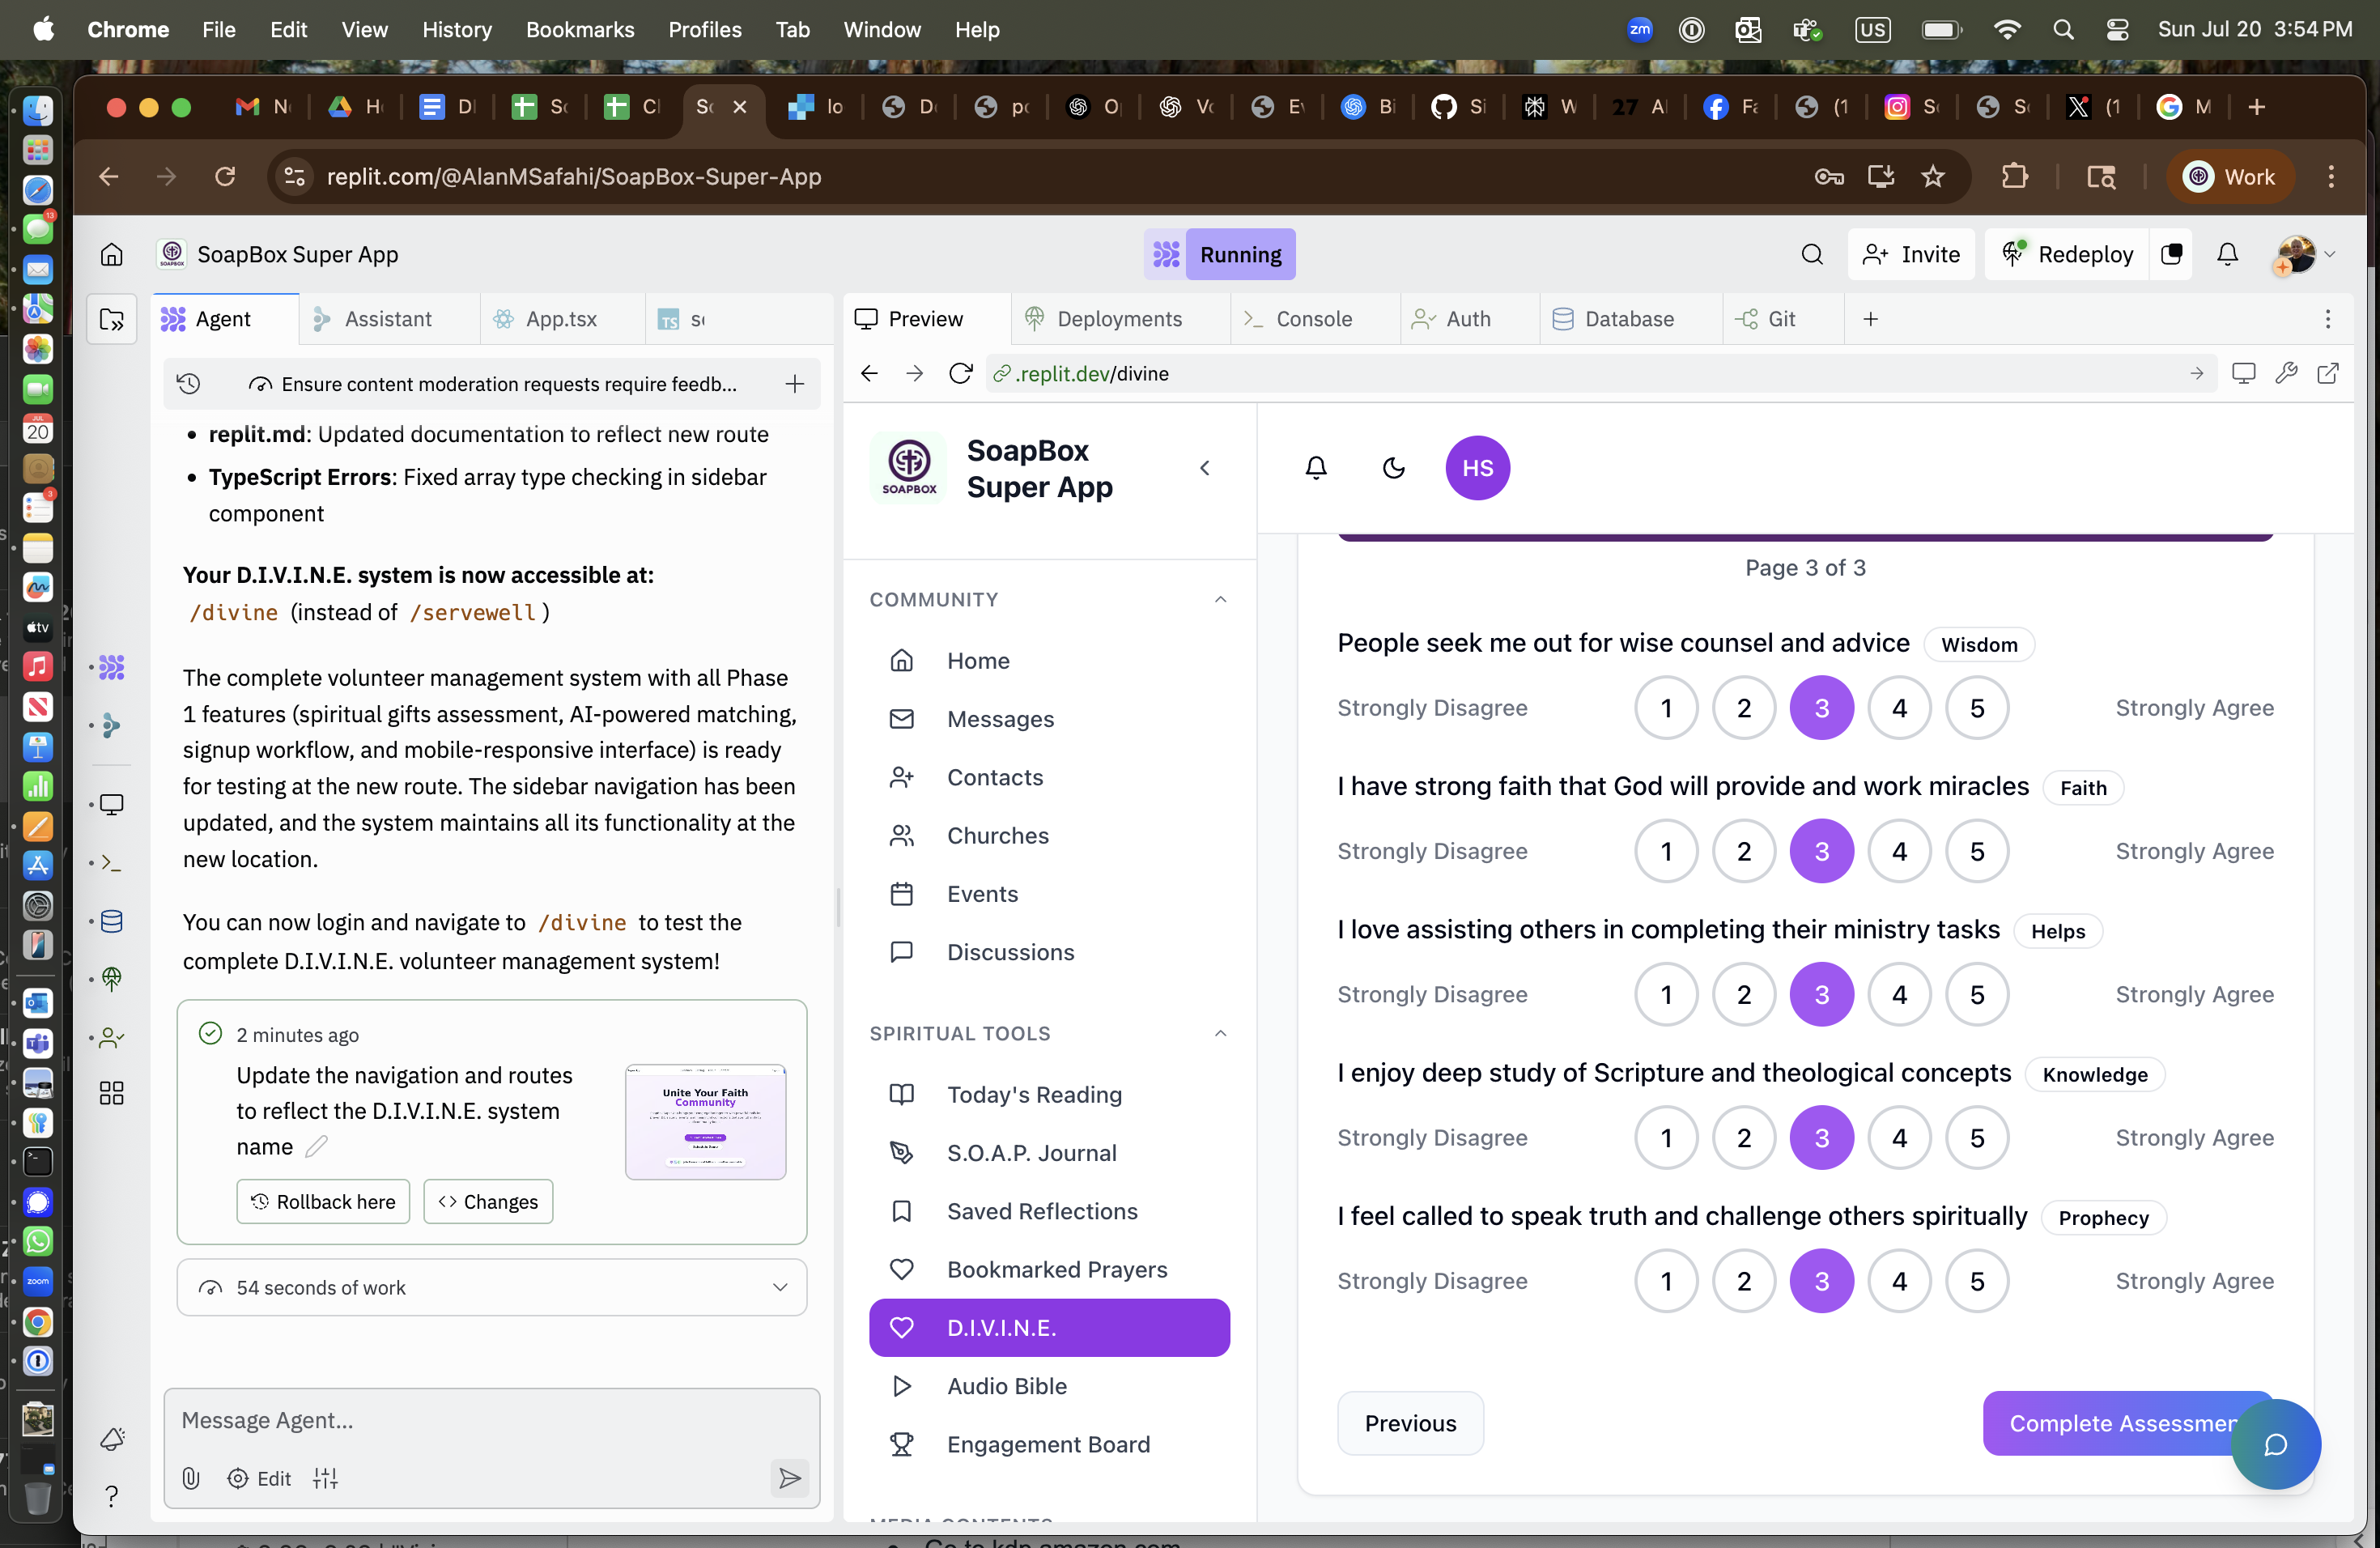 Chrome File Edit View History Bookmarks Profiles Tab Window Help
zm US Sun Jul 20 3:54 PM
replit.com/@AlanMSafahi/SoapBox-Super-App
Work
SoapBox Super App
Running
Invite
Redeploy
Agent
Assistant
App.tsx
Preview
Deployments
Console
Auth
Database
Git
Ensure content moderation requests require feedb...
.replit.dev/divine
• replit.md: Updated documentation to reflect new route
• TypeScript Errors: Fixed array type checking in sidebar
component
Your D.I.V.I.N.E. system is now accessible at:
/divine (instead of /servewell)
The complete volunteer management system with all Phase
1 features (spiritual gifts assessment, AI-powered matching,
signup workflow, and mobile-responsive interface) is ready
for testing at the new route. The sidebar navigation has been
updated, and the system maintains all its functionality at the
new location.
You can now login and navigate to /divine to test the
complete D.I.V.I.N.E. volunteer management system!
2 minutes ago
Update the navigation and routes
to reflect the D.I.V.I.N.E. system
name
Unite Your Faith
Community
Rollback here
Changes
54 seconds of work
Message Agent...
Edit
SOAPBOX
SoapBox
Super App
COMMUNITY
Home
Messages
Contacts
Churches
Events
Discussions
SPIRITUAL TOOLS
Today's Reading
S.O.A.P. Journal
Saved Reflections
Bookmarked Prayers
D.I.V.I.N.E.
Audio Bible
Engagement Board
HS
Page 3 of 3
People seek me out for wise counsel and advice Wisdom
Strongly Disagree 1 2 3 4 5 Strongly Agree
I have strong faith that God will provide and work miracles Faith
Strongly Disagree 1 2 3 4 5 Strongly Agree
I love assisting others in completing their ministry tasks Helps
Strongly Disagree 1 2 3 4 5 Strongly Agree
I enjoy deep study of Scripture and theological concepts Knowledge
Strongly Disagree 1 2 3 4 5 Strongly Agree
I feel called to speak truth and challenge others spiritually Prophecy
Strongly Disagree 1 2 3 4 5 Strongly Agree
Previous
Complete Assessmen